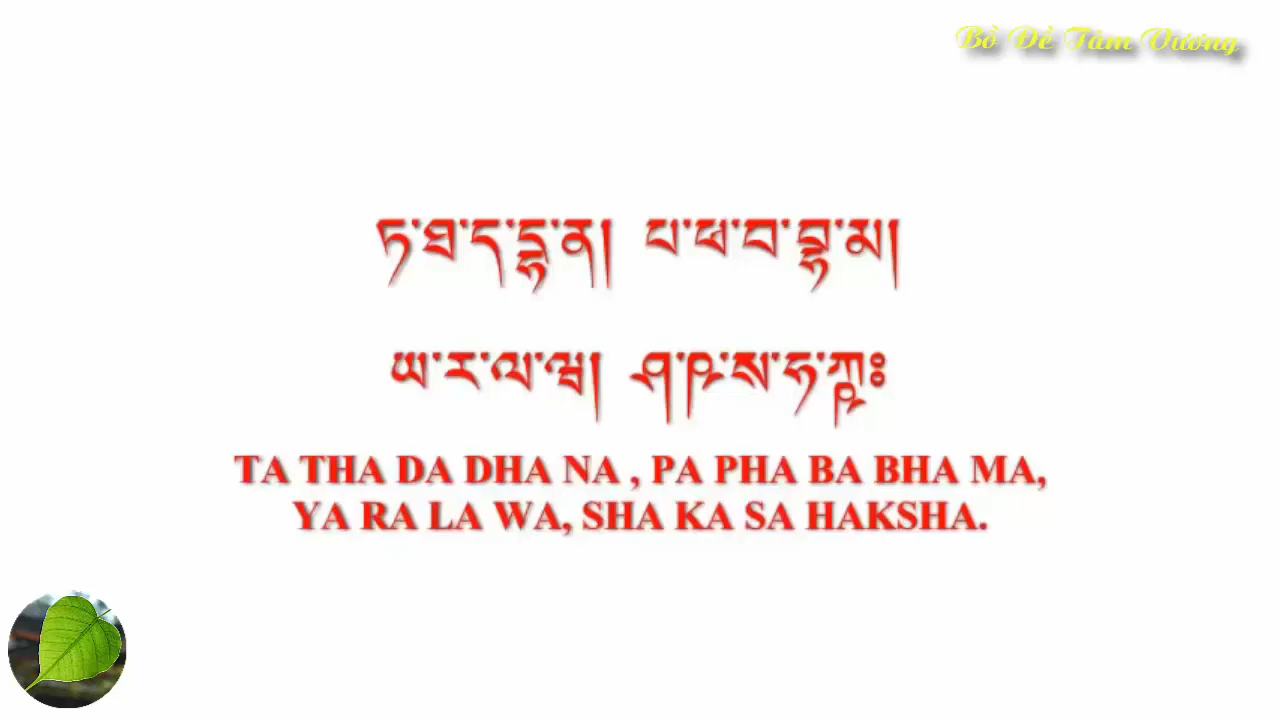 Bồ Đề Tâm Vương
ཏ་ཐ་ད་དྷ་ན། པ་ཕ་བ་བྷ་མ།
ཡ་ར་ལ་ཝ། ཤ་ཥ་ས་ཧ་ཀྵཿ
TA THA DA DHA NA , PA PHA BA BHA MA,
YA RA LA WA, SHA KA SA HAKSHA.